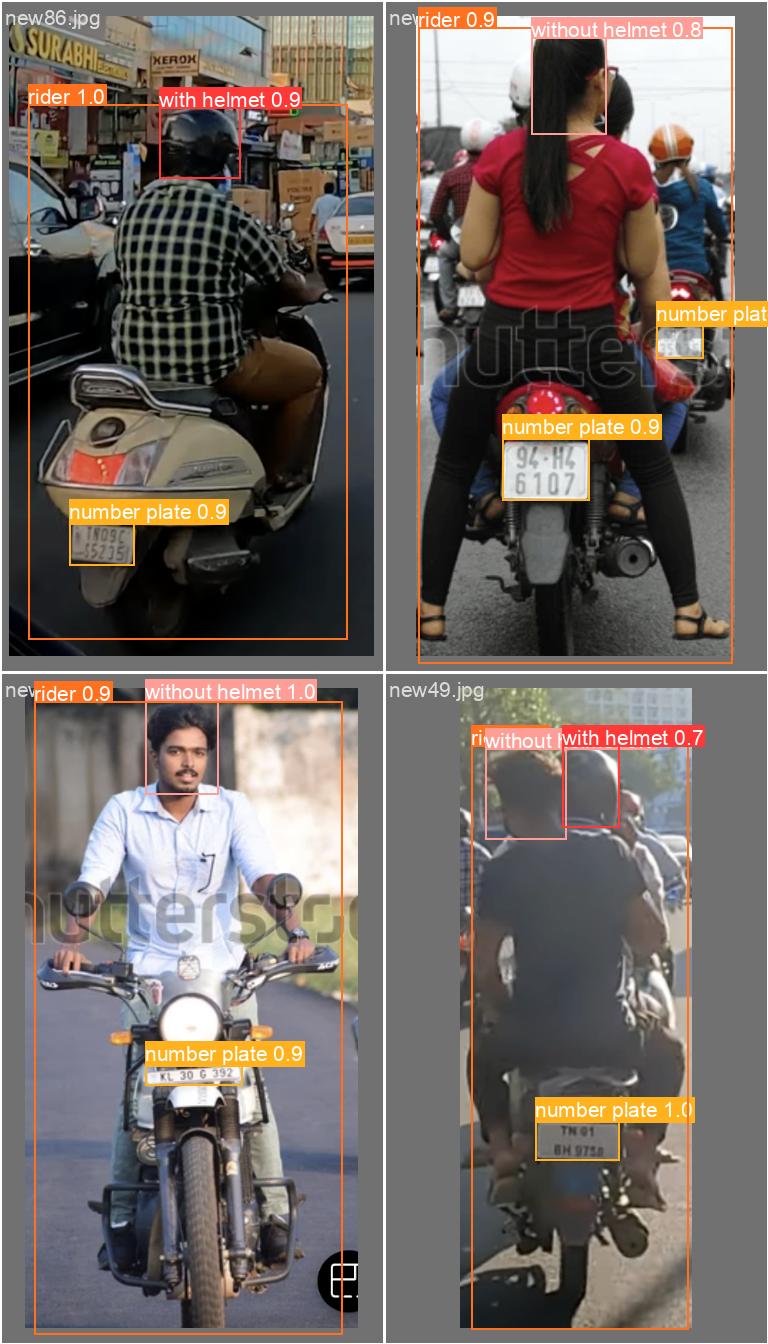 new86.jpg
SURABHI
XEROX
rider 1.0
with helmet 0.9
number plate 0.9
TN09C
S5235
new
rider 0.9
without helmet 0.8
number plat
number plate 0.9
94-H4
6107
hutters
new
rider 0.9
without helmet 1.0
hutterstoc
number plate 0.9
KL 30 G 392
new49.jpg
ri
without h
with helmet 0.7
number plate 1.0
TN 01
BH 9758